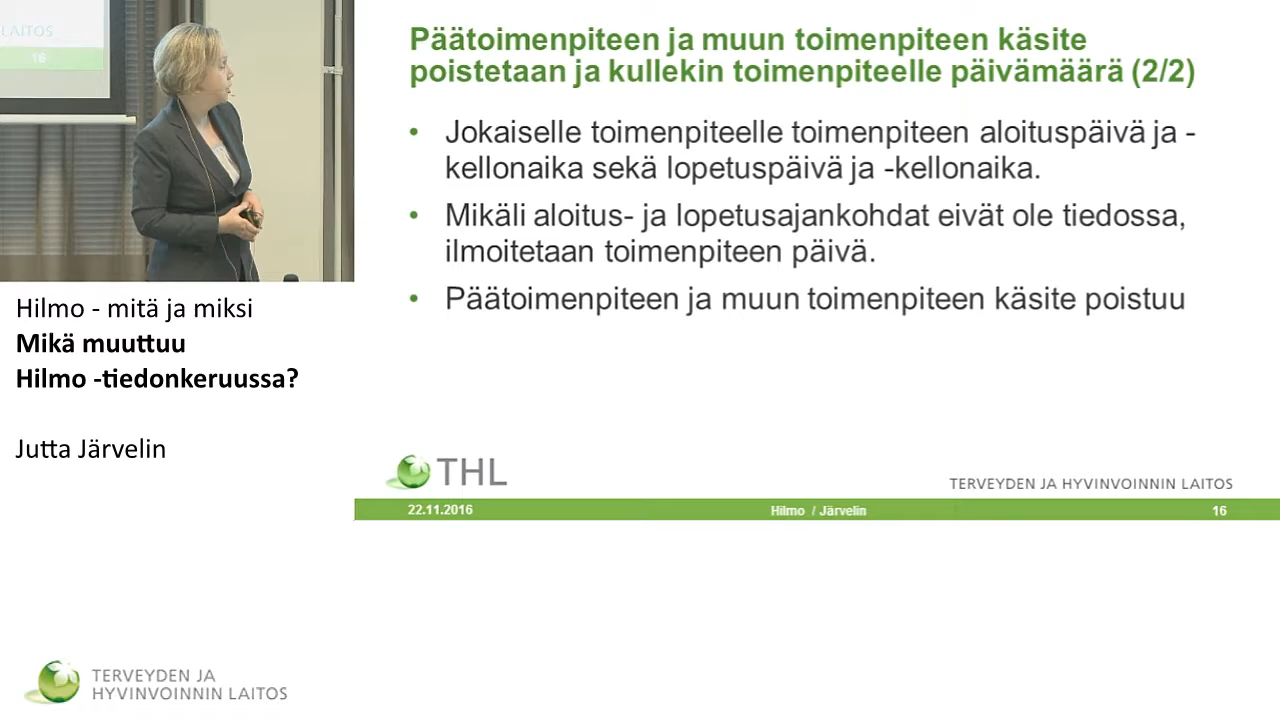 LAITOS
16
Hilmo - mitä ja miksi
Mikä muuttuu
Hilmo -tiedonkeruussa?
Jutta Järvelin
Päätoimenpiteen ja muun toimenpiteen käsite
poistetaan ja kullekin toimenpiteelle päivämäärä (2/2)
• Jokaiselle toimenpiteelle toimenpiteen aloituspäivä ja -
kellonaika sekä lopetuspäivä ja -kellonaika.
• Mikäli aloitus- ja lopetusajankohdat eivät ole tiedossa,
ilmoitetaan toimenpiteen päivä.
• Päätoimenpiteen ja muun toimenpiteen käsite poistuu
THL
TERVEYDEN JA HYVINVOINNIN LAITOS
22.11.2016
Hilmo / Järvelin
16
TERVEYDEN JA
HYVINVOINNIN LAITOS